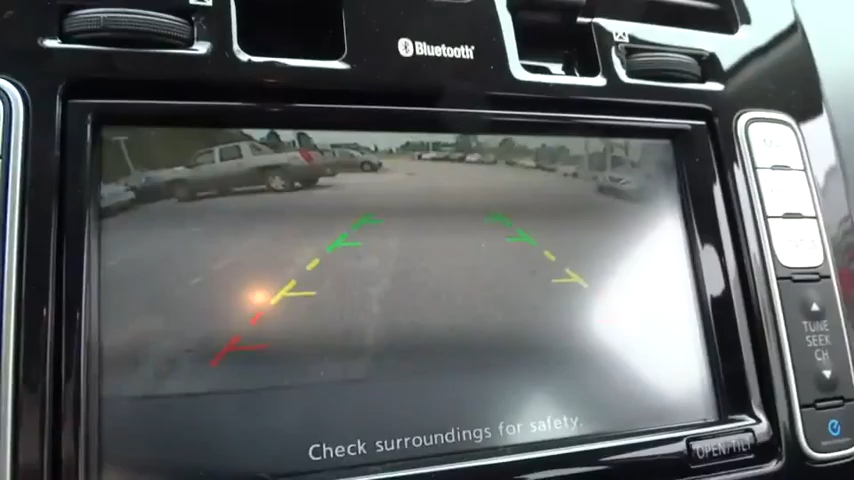 Bluetooth
TUNE
SEEK
CH
Check surroundings for safety.
OPEN/TILT